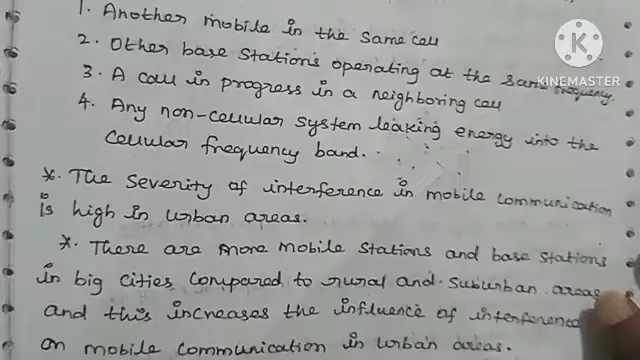 1. Another mobile in the same cell
2. Other base stations operating at the same frequency.
3. A call in progress in a neighboring cell
4. Any non-cellular system leaking energy into the
cellular frequency band.
*. The severity of interference in mobile communication
is high in urban areas.
*. There are more mobile stations and base stations
in big cities compared to rural and suburban areas
and this increases the influence of interference
on mobile communication in urban areas.
K
KINEMASTER